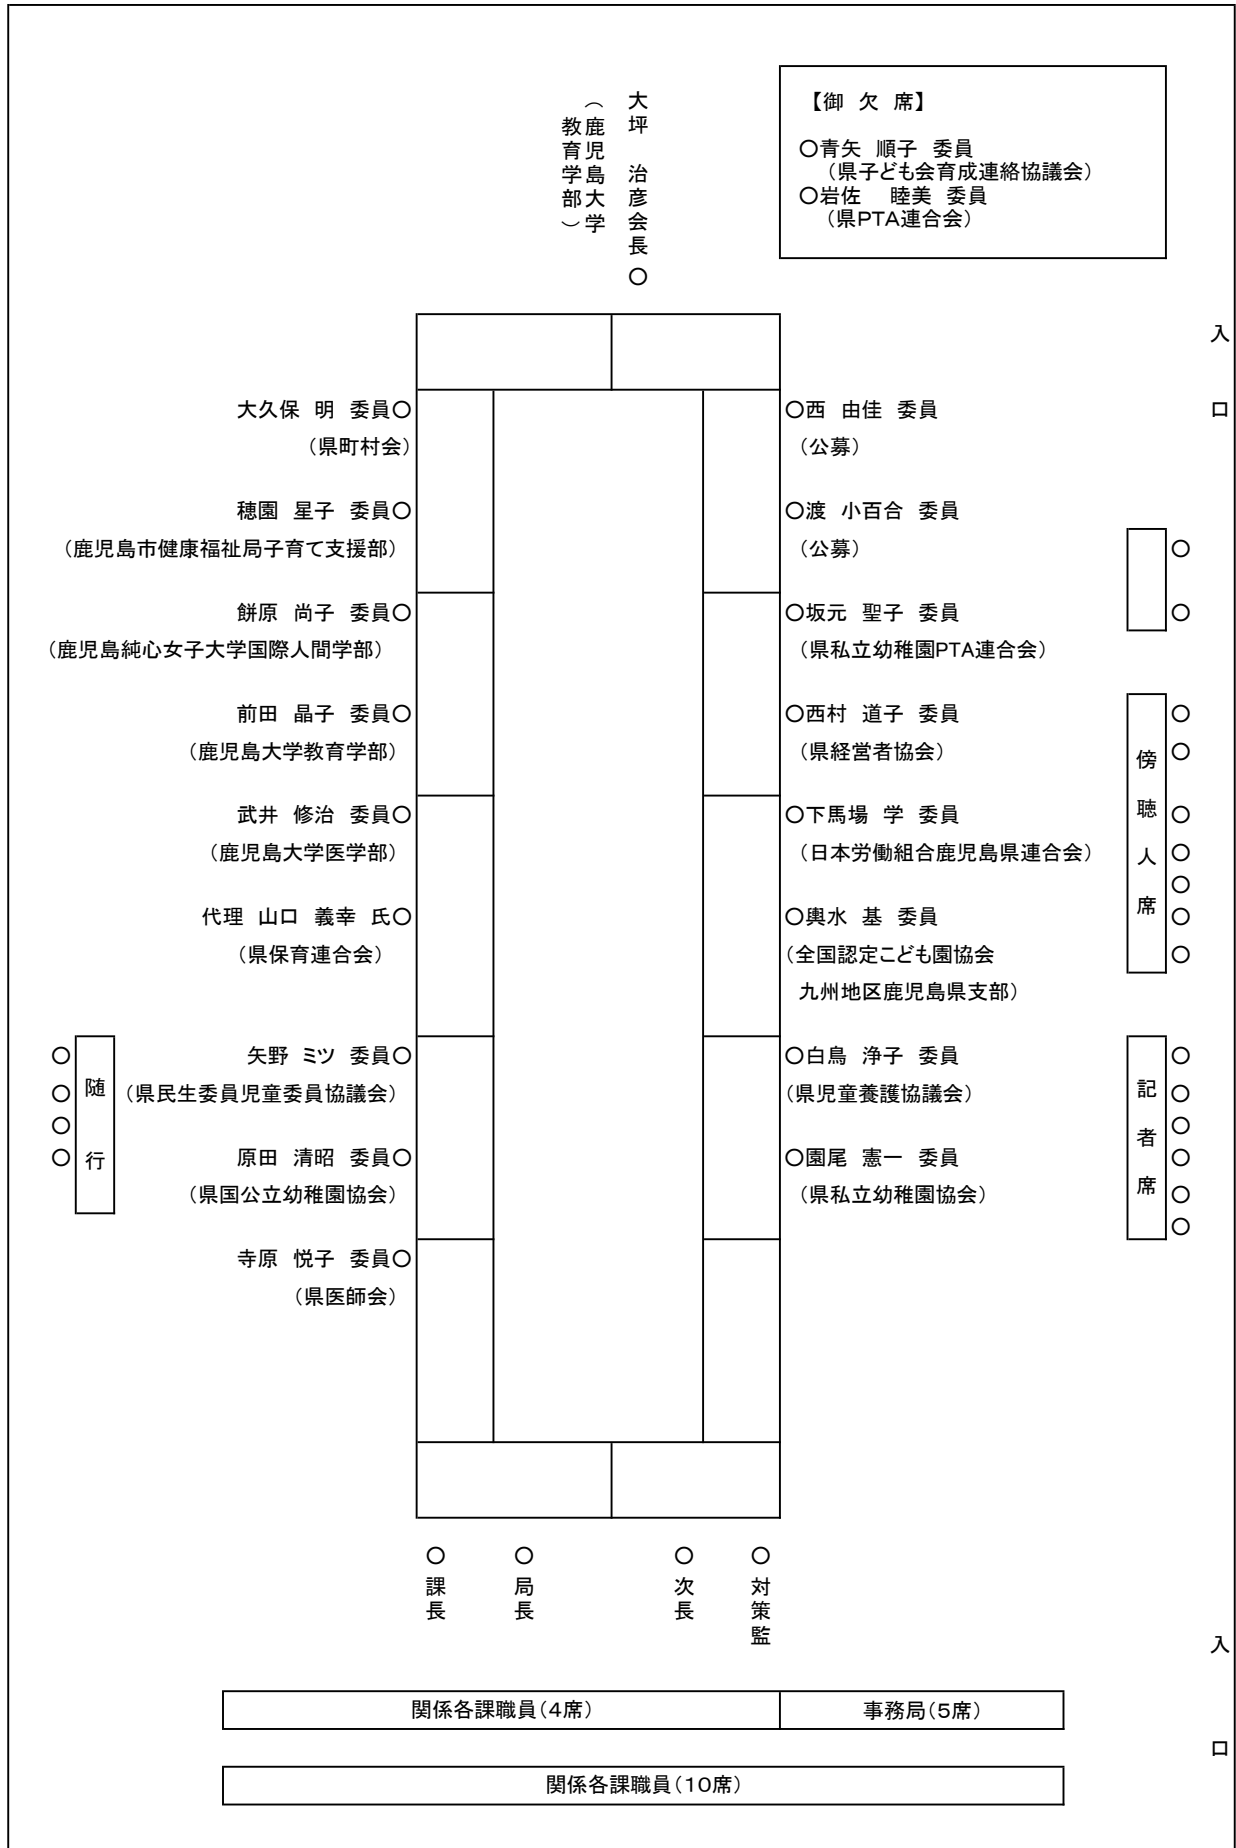 大坪　治彦会長○
（鹿児島大学
教育学部）
【御 欠 席】
○青矢 順子 委員
（県子ども会育成連絡協議会）
○岩佐 睦美 委員
（県PTA連合会）
入口
大久保 明 委員○
（県町村会）
穂園 星子 委員○
（鹿児島市健康福祉局子育て支援部）
餅原 尚子 委員○
（鹿児島純心女子大学国際人間学部）
前田 晶子 委員○
（鹿児島大学教育学部）
武井 修治 委員○
（鹿児島大学医学部）
代理 山口 義幸 氏○
（県保育連合会）
矢野 ミツ 委員○
（県民生委員児童委員協議会）
原田 清昭 委員○
（県国公立幼稚園協会）
寺原 悦子 委員○
（県医師会）
随行
○西 由佳 委員
（公募）
○渡 小百合 委員
（公募）
○坂元 聖子 委員
（県私立幼稚園PTA連合会）
○西村 道子 委員
（県経営者協会）
○下馬場 学 委員
（日本労働組合鹿児島県連合会）
○輿水 基 委員
（全国認定こども園協会
九州地区鹿児島県支部）
○白鳥 浄子 委員
（県児童養護協議会）
○園尾 憲一 委員
（県私立幼稚園協会）
傍聴人席
記者席
○課長
○局長
○次長
○対策監
入口
関係各課職員（4席）
事務局（5席）
関係各課職員（10席）